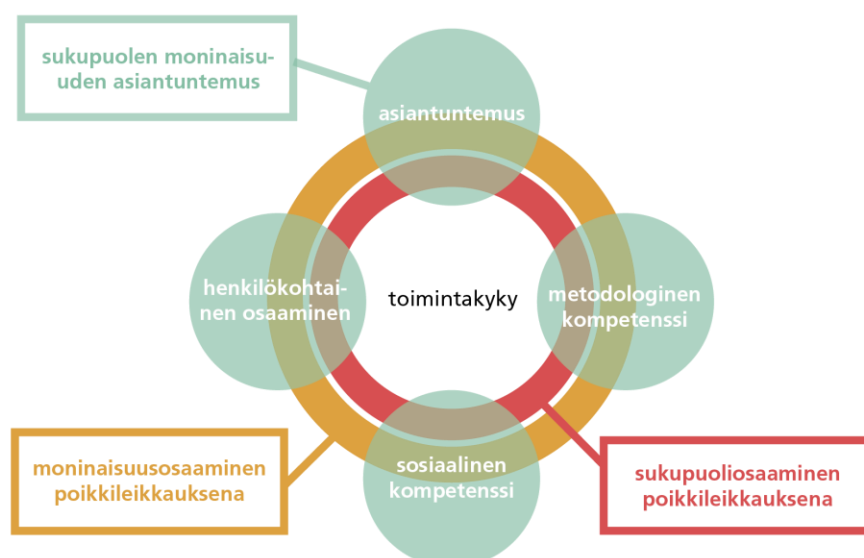 sukupuolen moninaisu-
uden asiantuntemus
asiantuntemus
henkilökohtai-
nen osaaminen
toimintakyky
metodologinen
kompetenssi
moninaisuusosaaminen
poikkileikkauksena
sosiaalinen
kompetenssi
sukupuoliosaaminen
poikkileikkauksena